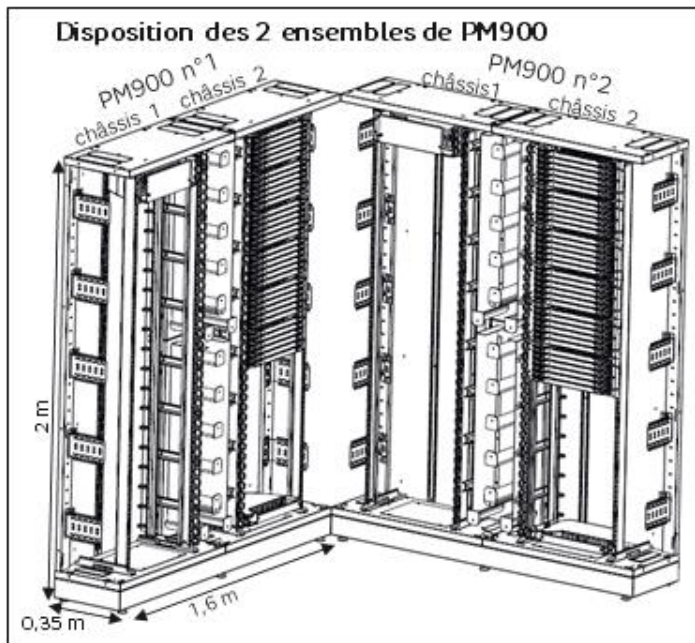 Disposition des 2 ensembles de PM900
PM900 n°1
châssis 1
châssis 2
PM900 n°2
châssis1
châssis 2
2 m
0,35 m
1,6 m